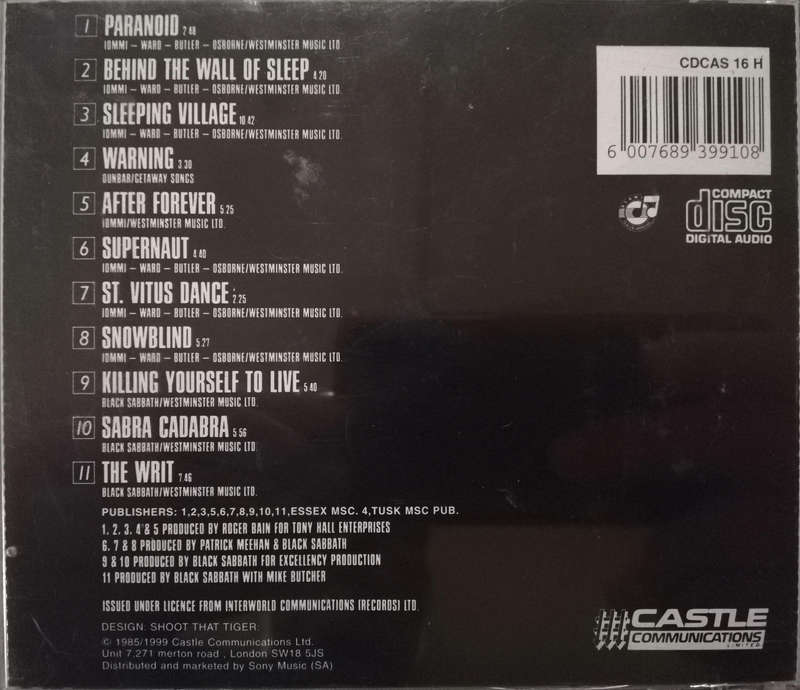 1 PARANOID 2 48
IOMMI – WARD – BUTLER – OSBORNE/WESTMINSTER MUSIC LTD
2 BEHIND THE WALL OF SLEEP 4 20
IOMMI – WARD – BUTLER – OSBORNE/WESTMINSTER MUSIC LTD.
3 SLEEPING VILLAGE 10 42
IOMMI – WARD – BUTLER – OSBORNE/WESTMINSTER MUSIC LTD.
4 WARNING 3 30
DUNBAR/GETAWAY SONGS
5 AFTER FOREVER 5 25
IOMMI/WESTMINSTER MUSIC LTD.
6 SUPERNAUT 4 40
IOMMI – WARD – BUTLER – OSBORNE/WESTMINSTER MUSIC LTD.
7 ST. VITUS DANCE 2 25
IOMMI – WARD – BUTLER – OSBORNE/WESTMINSTER MUSIC LTD.
8 SNOWBLIND 5 27
IOMMI – WARD – BUTLER – OSBORNE/WESTMINSTER MUSIC LTD.
9 KILLING YOURSELF TO LIVE 5 40
BLACK SABBATH/WESTMINSTER MUSIC LTD.
10 SABRA CADABRA 5 56
BLACK SABBATH/WESTMINSTER MUSIC LTD.
11 THE WRIT 7 46
BLACK SABBATH/WESTMINSTER MUSIC LTD.
PUBLISHERS: 1,2,3,5,6,7,8,9,10,11,ESSEX MSC. 4,TUSK MSC PUB.
1, 2, 3, 4 & 5 PRODUCED BY ROGER BAIN FOR TONY HALL ENTERPRISES
6. 7 & 8 PRODUCED BY PATRICK MEEHAN & BLACK SABBATH
9 & 10 PRODUCED BY BLACK SABBATH FOR EXCELLENCY PRODUCTION
11 PRODUCED BY BLACK SABBATH WITH MIKE BUTCHER
ISSUED UNDER LICENCE FROM INTERWORLD COMMUNICATIONS (RECORDS) LTD.
DESIGN: SHOOT THAT TIGER:
© 1985/1999 Castle Communications Ltd.
Unit 7.271 merton road , London SW18 5JS
Distributed and marketed by Sony Music (SA)
CDCAS 16 H
6 007689 399108
COMPACT
disc
DIGITAL AUDIO
CASTLE
COMMUNICATIONS
LIMITED